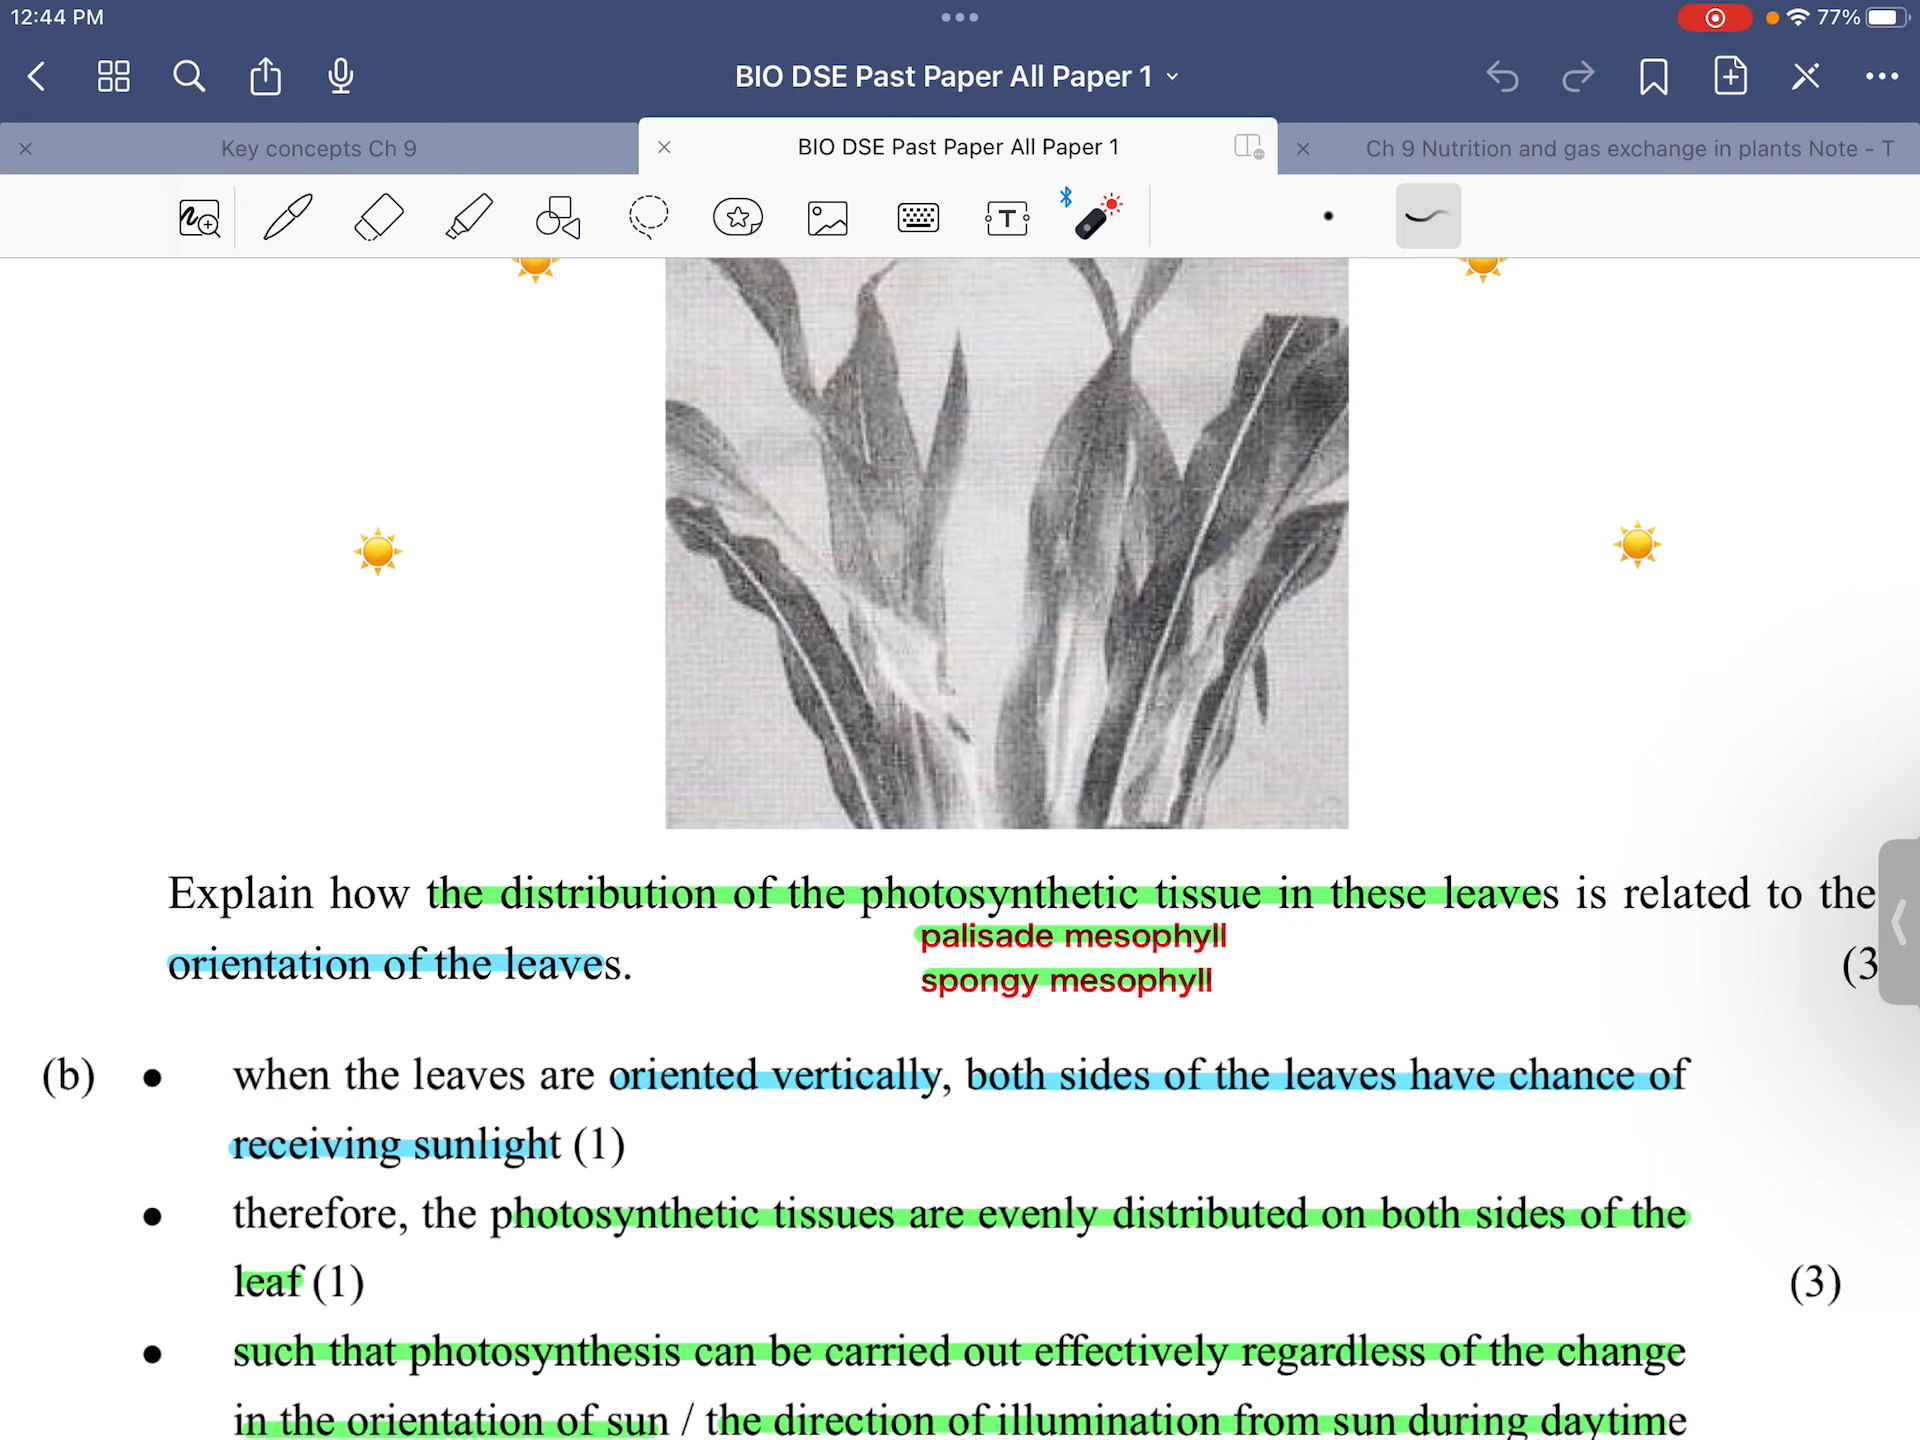 12:44 PM
77%
BIO DSE Past Paper All Paper 1
Key concepts Ch 9
BIO DSE Past Paper All Paper 1
Ch 9 Nutrition and gas exchange in plants Note - T
T
Explain how the distribution of the photosynthetic tissue in these leaves is related to the
palisade mesophyll
orientation of the leaves.
(3
spongy mesophyll
(b) • when the leaves are oriented vertically, both sides of the leaves have chance of
receiving sunlight (1)
• therefore, the photosynthetic tissues are evenly distributed on both sides of the
leaf (1)
(3)
• such that photosynthesis can be carried out effectively regardless of the change
in the orientation of sun / the direction of illumination from sun during daytime